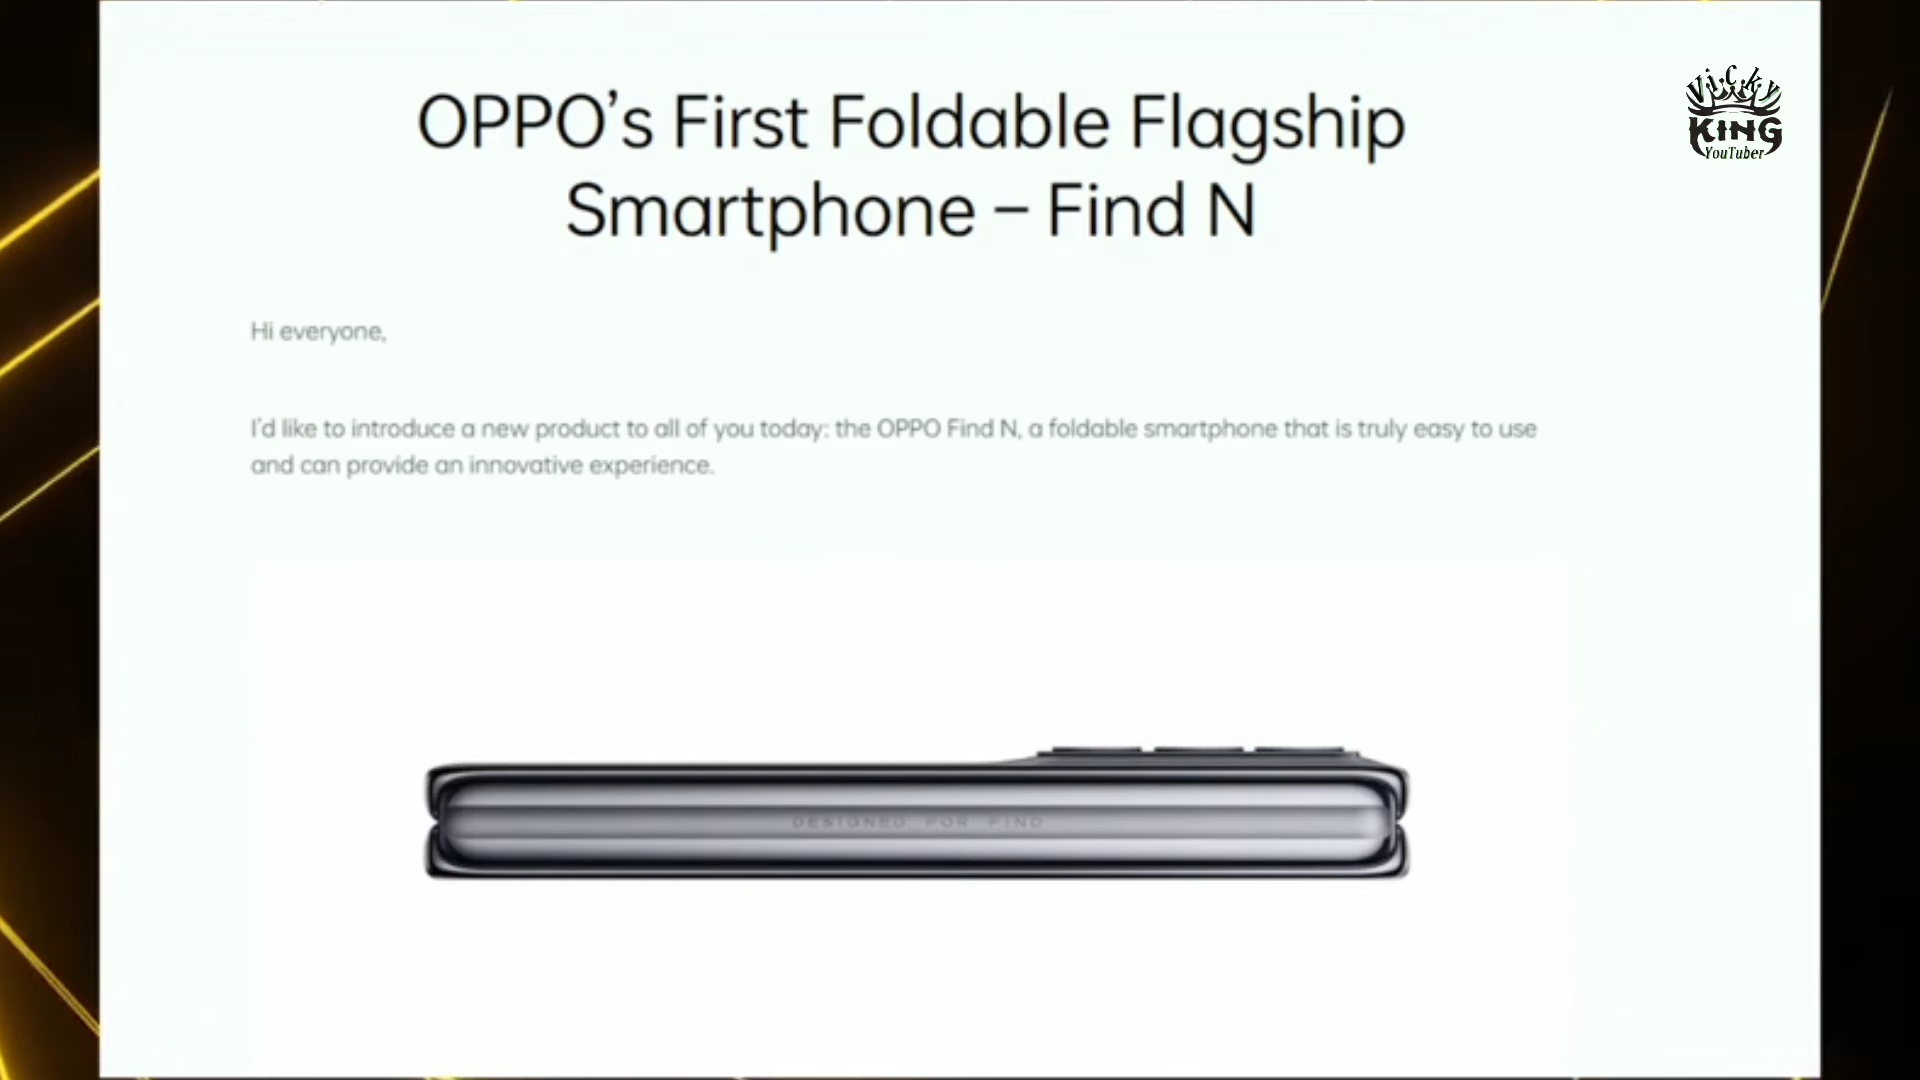 OPPO’s First Foldable Flagship
Smartphone – Find N
Vicky
KING
YouTuber
Hi everyone,
I’d like to introduce a new product to all of you today: the OPPO Find N, a foldable smartphone that is truly easy to use
and can provide an innovative experience.
DESIGNED FOR FIND